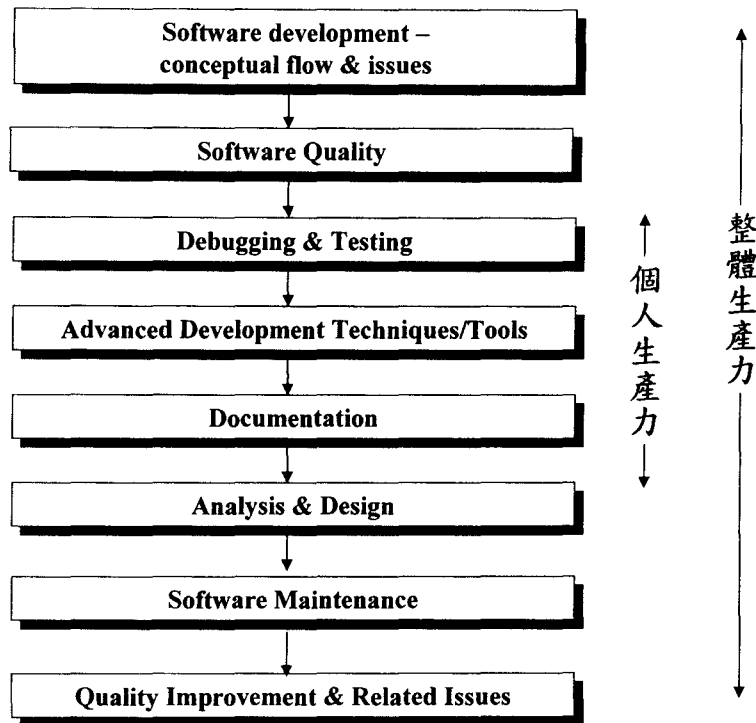 Software development –
conceptual flow & issues
Software Quality
Debugging & Testing
Advanced Development Techniques/Tools
Documentation
Analysis & Design
Software Maintenance
Quality Improvement & Related Issues
個人生產力
整體生產力